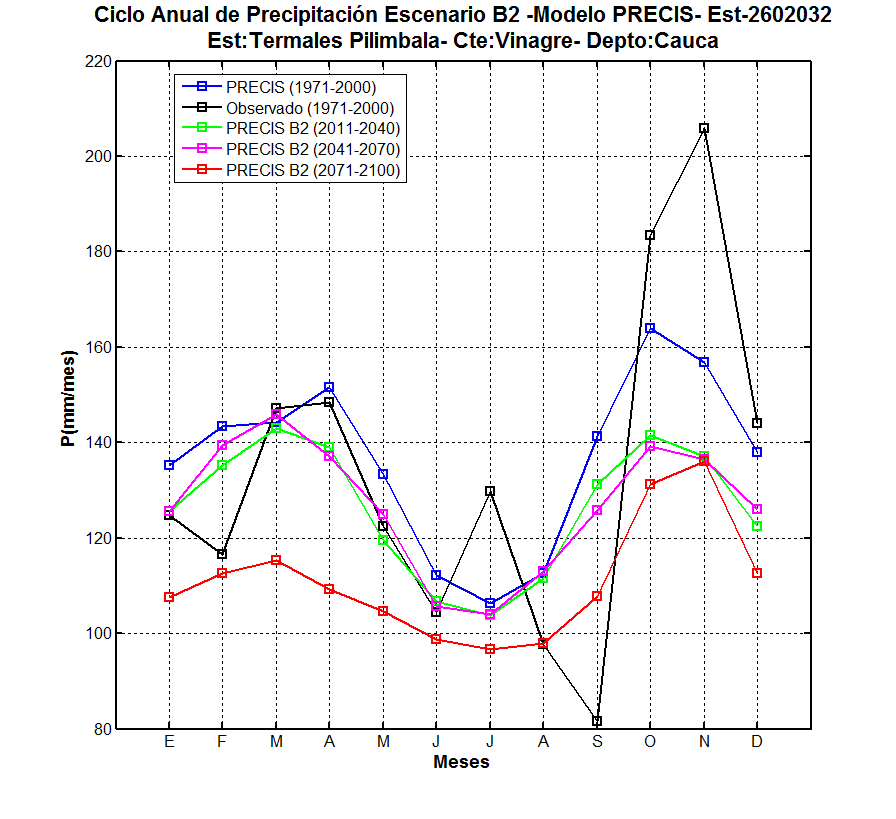 Ciclo Anual de Precipitación Escenario B2 -Modelo PRECIS- Est-2602032
Est:Termales Pilimbala- Cte:Vinagre- Depto:Cauca
PRECIS (1971-2000)
Observado (1971-2000)
PRECIS B2 (2011-2040)
PRECIS B2 (2041-2070)
PRECIS B2 (2071-2100)
P(mm/mes)
220
200
180
160
140
120
100
80
E F M A M J J A S O N D
Meses